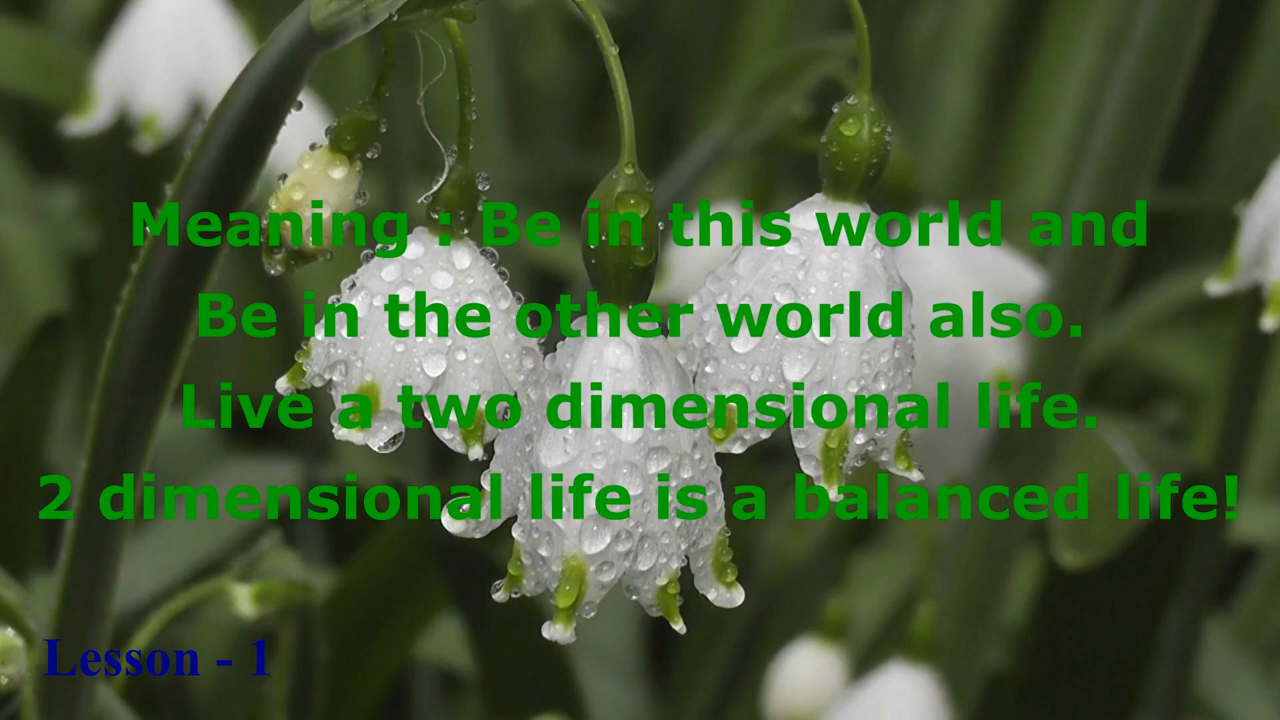 Meaning : Be in this world and
Be in the other world also.
Live a two dimensional life.
2 dimensional life is a balanced life!
Lesson - 1